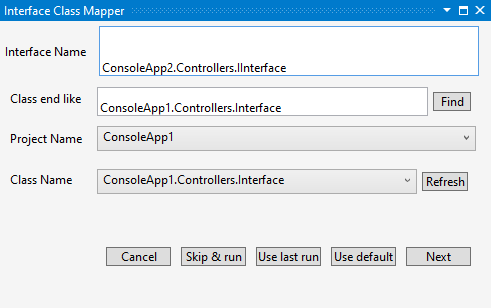 Interface Class Mapper
Interface Name
ConsoleApp2.Controllers.IInterface
Class end like
ConsoleApp1.Controllers.Interface
Find
Project Name
ConsoleApp1
Class Name
ConsoleApp1.Controllers.Interface
Refresh
Cancel
Skip & run
Use last run
Use default
Next